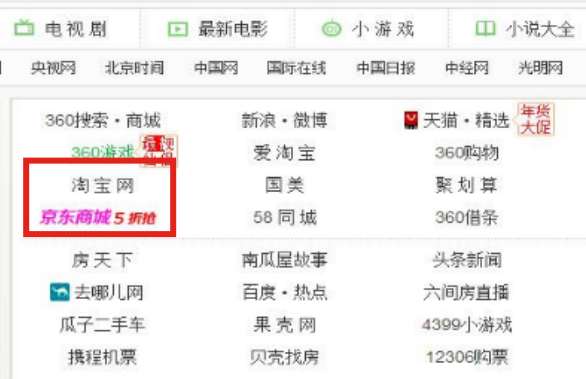 电视剧 最新电影 小游戏 小说大全
央视网 北京时间 中国网 国际在线 中国日报 中经网 光明网
360搜索·商城 新浪·微博 天猫·精选 年货大促
360游戏 爱淘宝 360购物
淘宝网 国美 聚划算
京东商城5折抢 58同城 360借条
房天下 南瓜屋故事 头条新闻
去哪儿网 百度·热点 六间房直播
瓜子二手车 果壳网 4399小游戏
携程机票 贝壳找房 12306购票